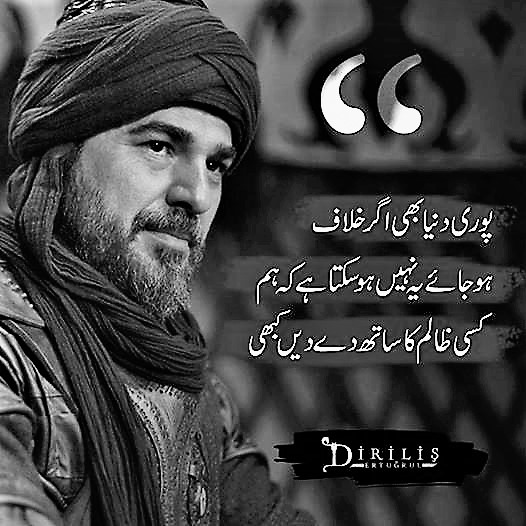 پوری دنیا بھی اگر خلاف
ہو جائے یہ نہیں ہو سکتا ہے کہ ہم
کسی ظالم کا ساتھ دے دیں کبھی
DIRILIŞ
ERTUĞRUL